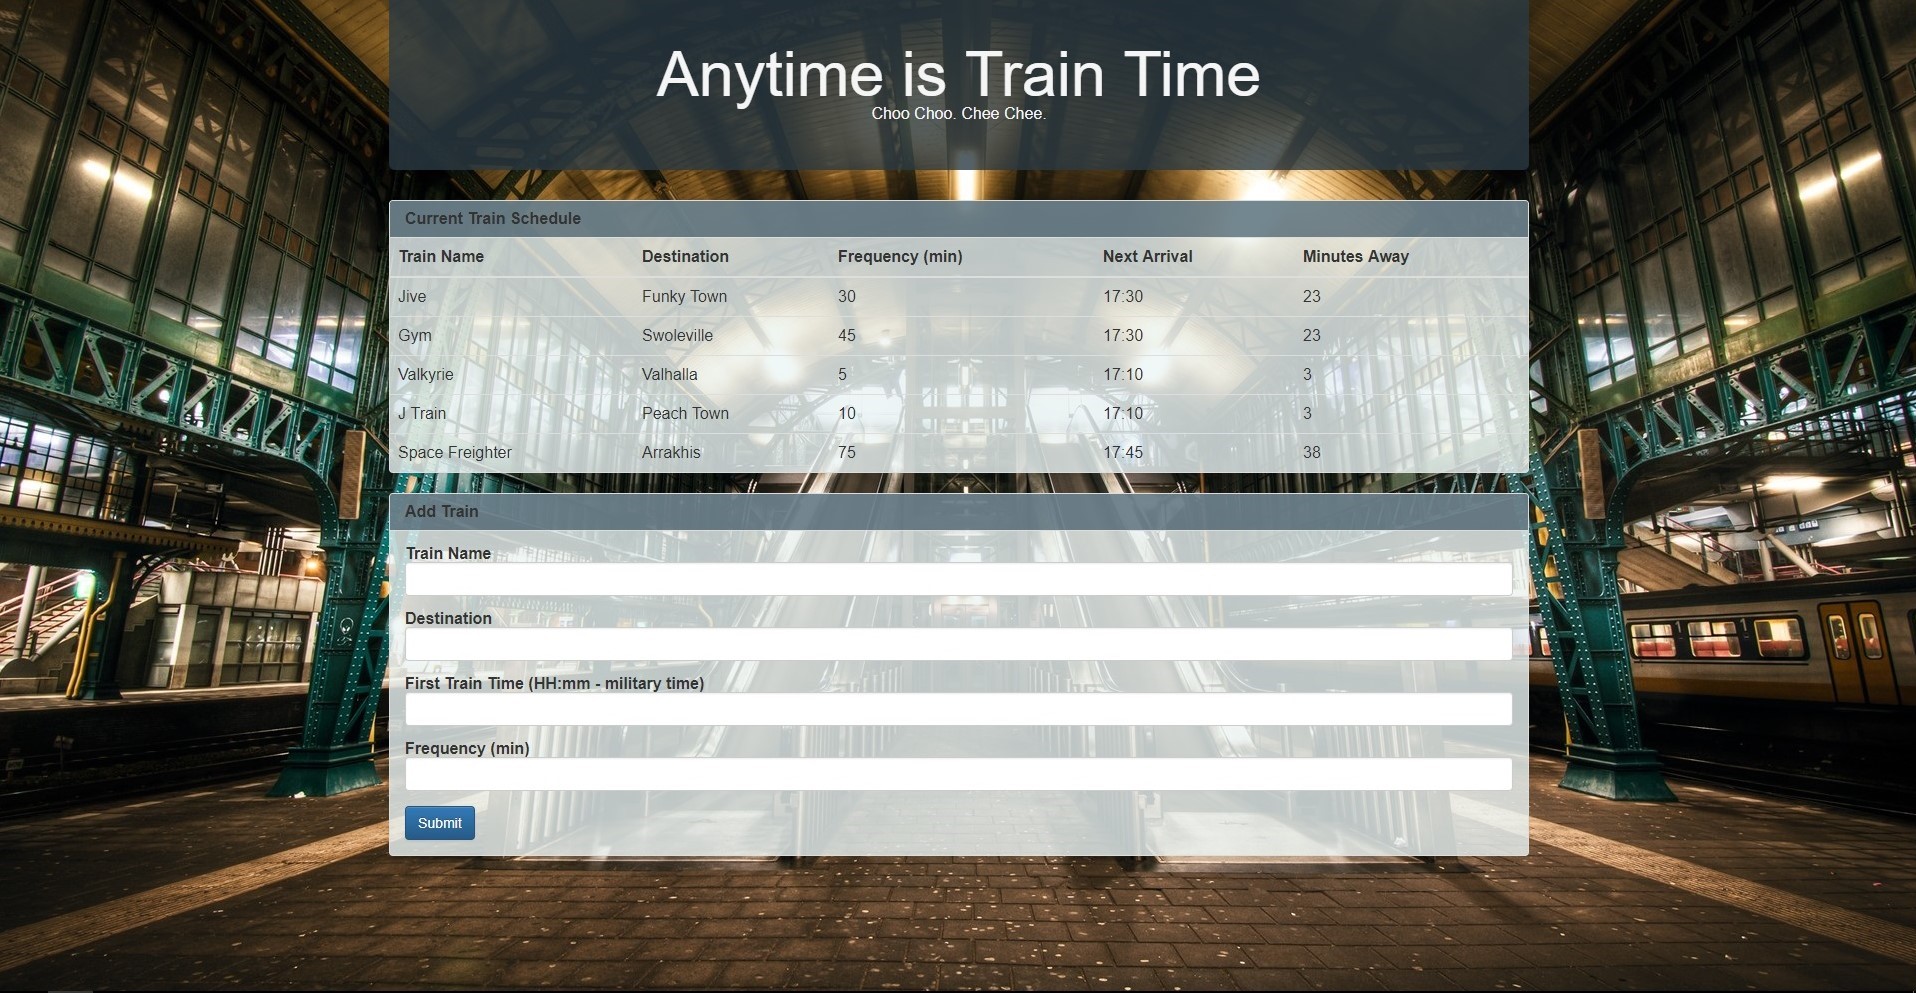 Anytime is Train Time
Choo Choo. Chee Chee.
Current Train Schedule
Train Name Destination Frequency (min) Next Arrival Minutes Away
Jive Funky Town 30 17:30 23
Gym Swoleville 45 17:30 23
Valkyrie Valhalla 5 17:10 3
J Train Peach Town 10 17:10 3
Space Freighter Arrakhis 75 17:45 38
Add Train
Train Name
Destination
First Train Time (HH:mm - military time)
Frequency (min)
Submit